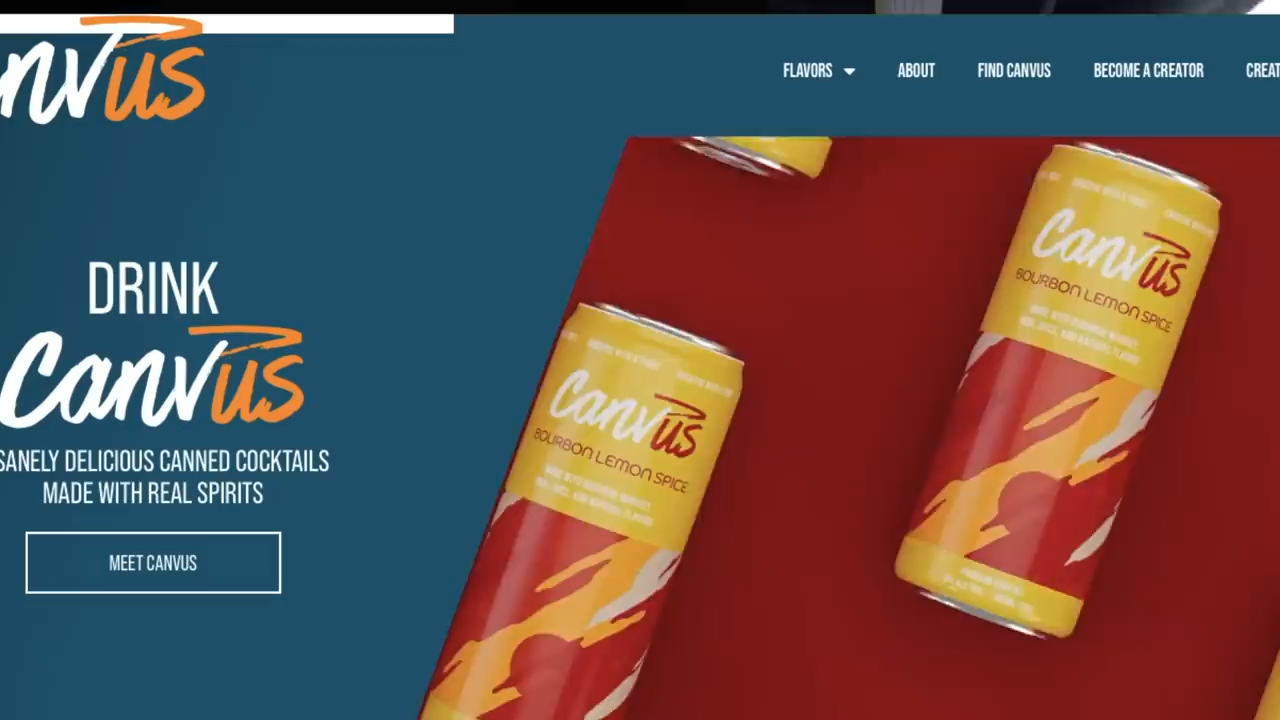 nvus
FLAVORS
ABOUT
FIND CANVUS
BECOME A CREATOR
CREAT
DRINK
Canvus
SANELY DELICIOUS CANNED COCKTAILS
MADE WITH REAL SPIRITS
MEET CANVUS
Canvus
BOURBON LEMON SPICE
Canvus
BOURBON LEMON SPICE